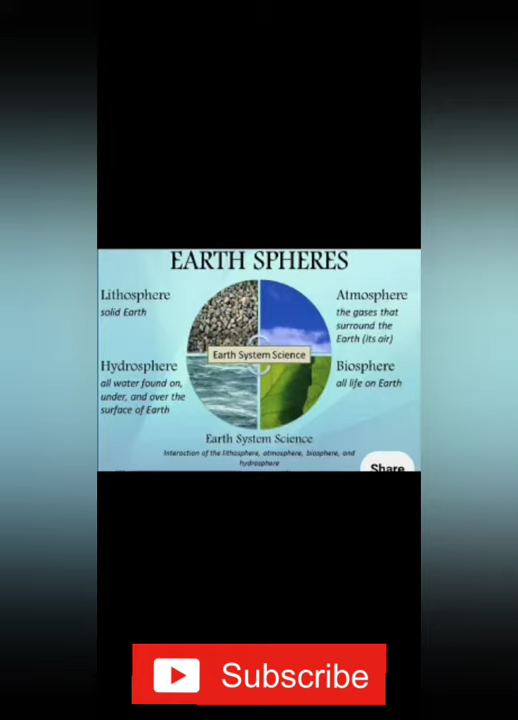 EARTH SPHERES
Lithosphere
solid Earth
Atmosphere
the gases that
surround the
Earth (its air)
Earth System Science
Hydrosphere
all water found on,
under, and over the
surface of Earth
Biosphere
all life on Earth
Earth System Science
Interaction of the lithosphere, atmosphere, biosphere, and
hydrosphere
Share
Subscribe